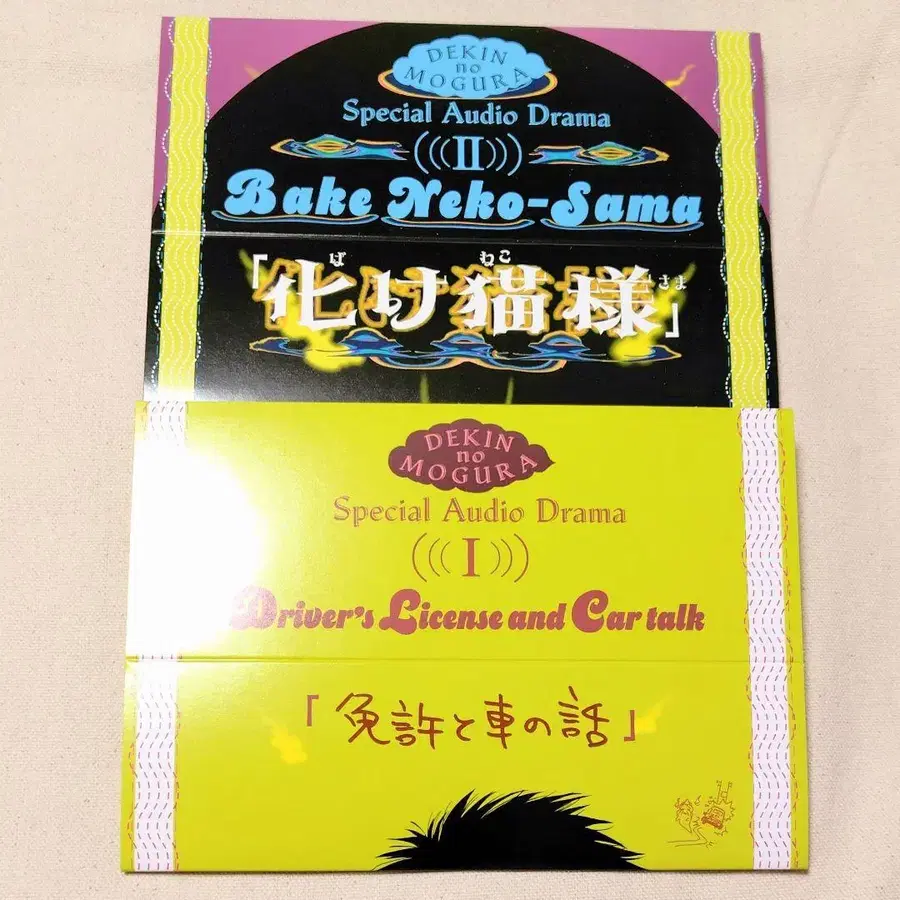 DEKIN
no
MOGURA
Special Audio Drama
(((II)))
Bake Neko-Sama
ば ねこ さま
「化け猫様」
DEKIN
no
MOGURA
Special Audio Drama
(((I)))
Driver's License and Car talk
「免許と車の話」